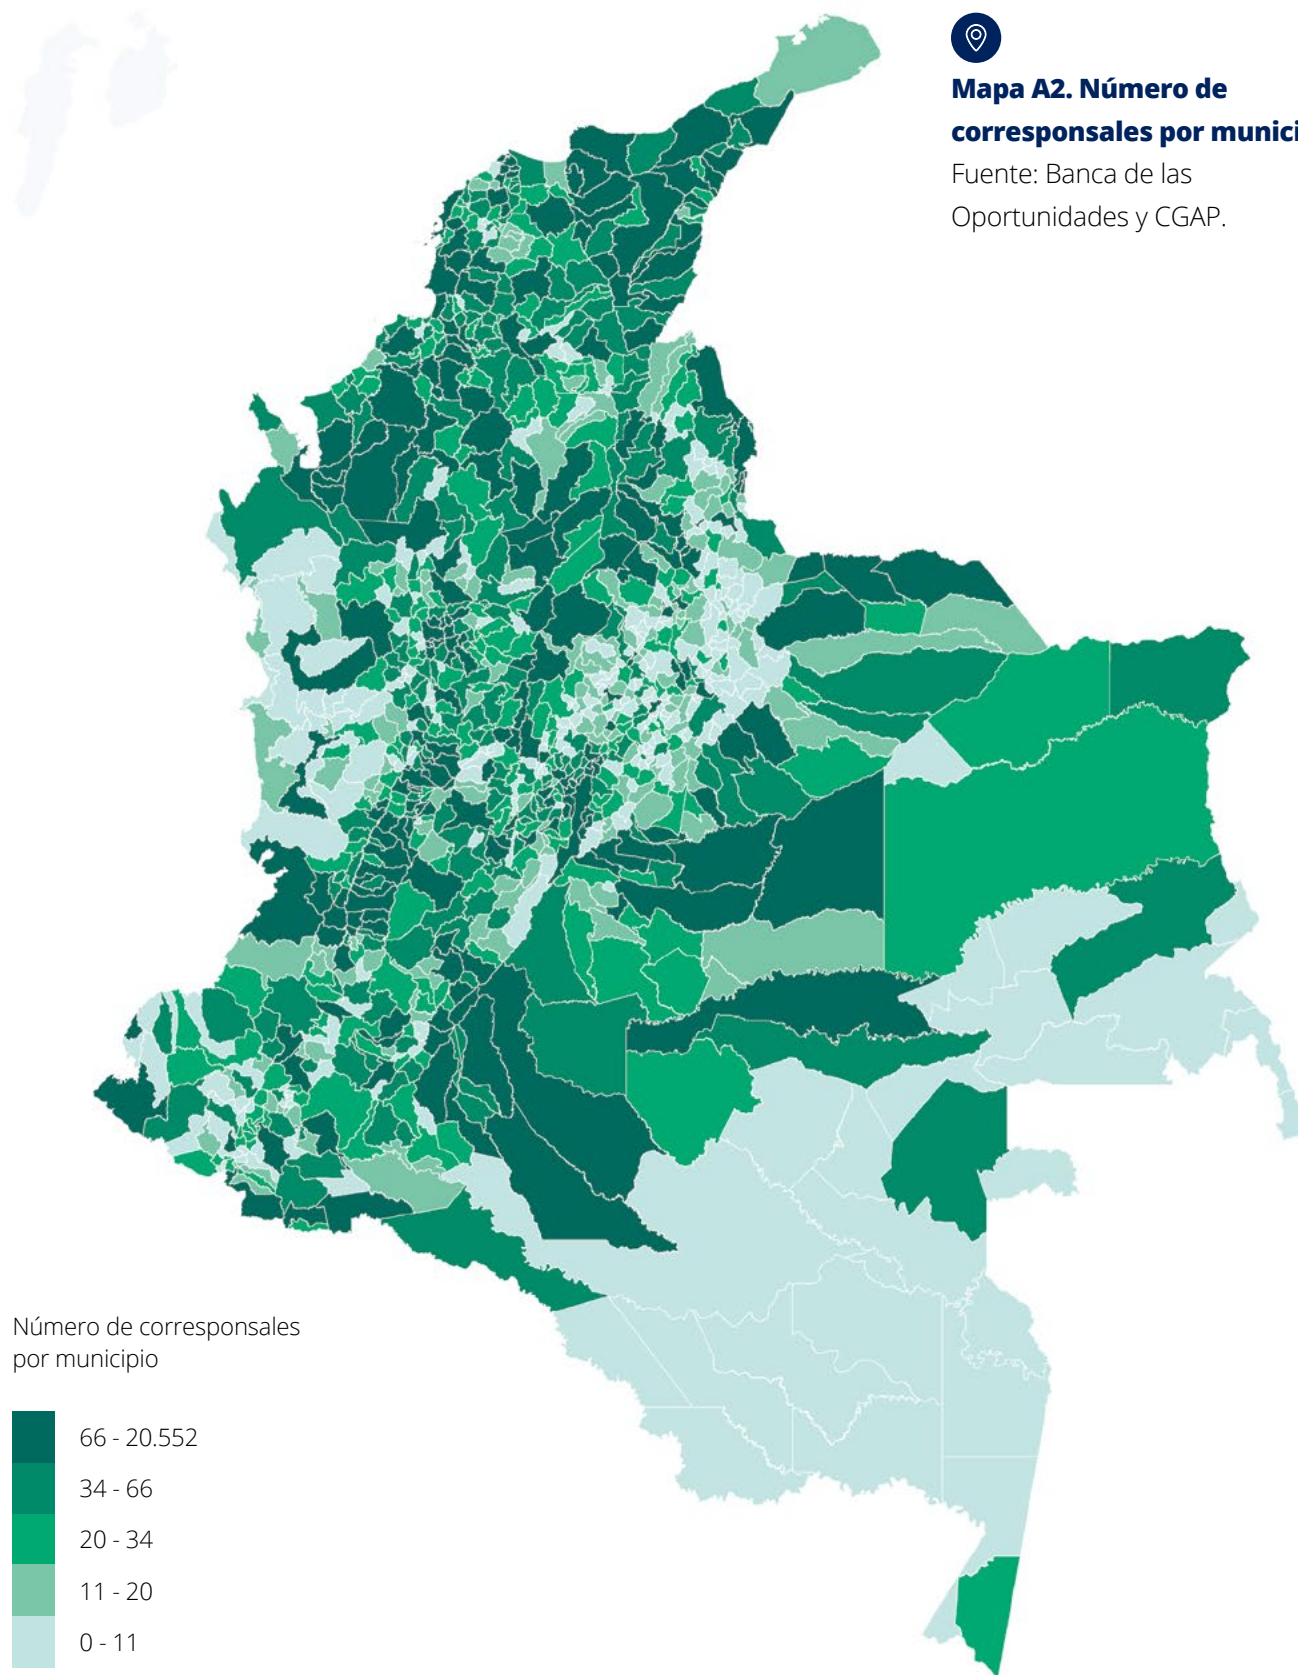 Mapa A2. Número de
corresponsales por munici
Fuente: Banca de las
Oportunidades y CGAP.
Número de corresponsales
por municipio
66 - 20.552
34 - 66
20 - 34
11 - 20
0 - 11